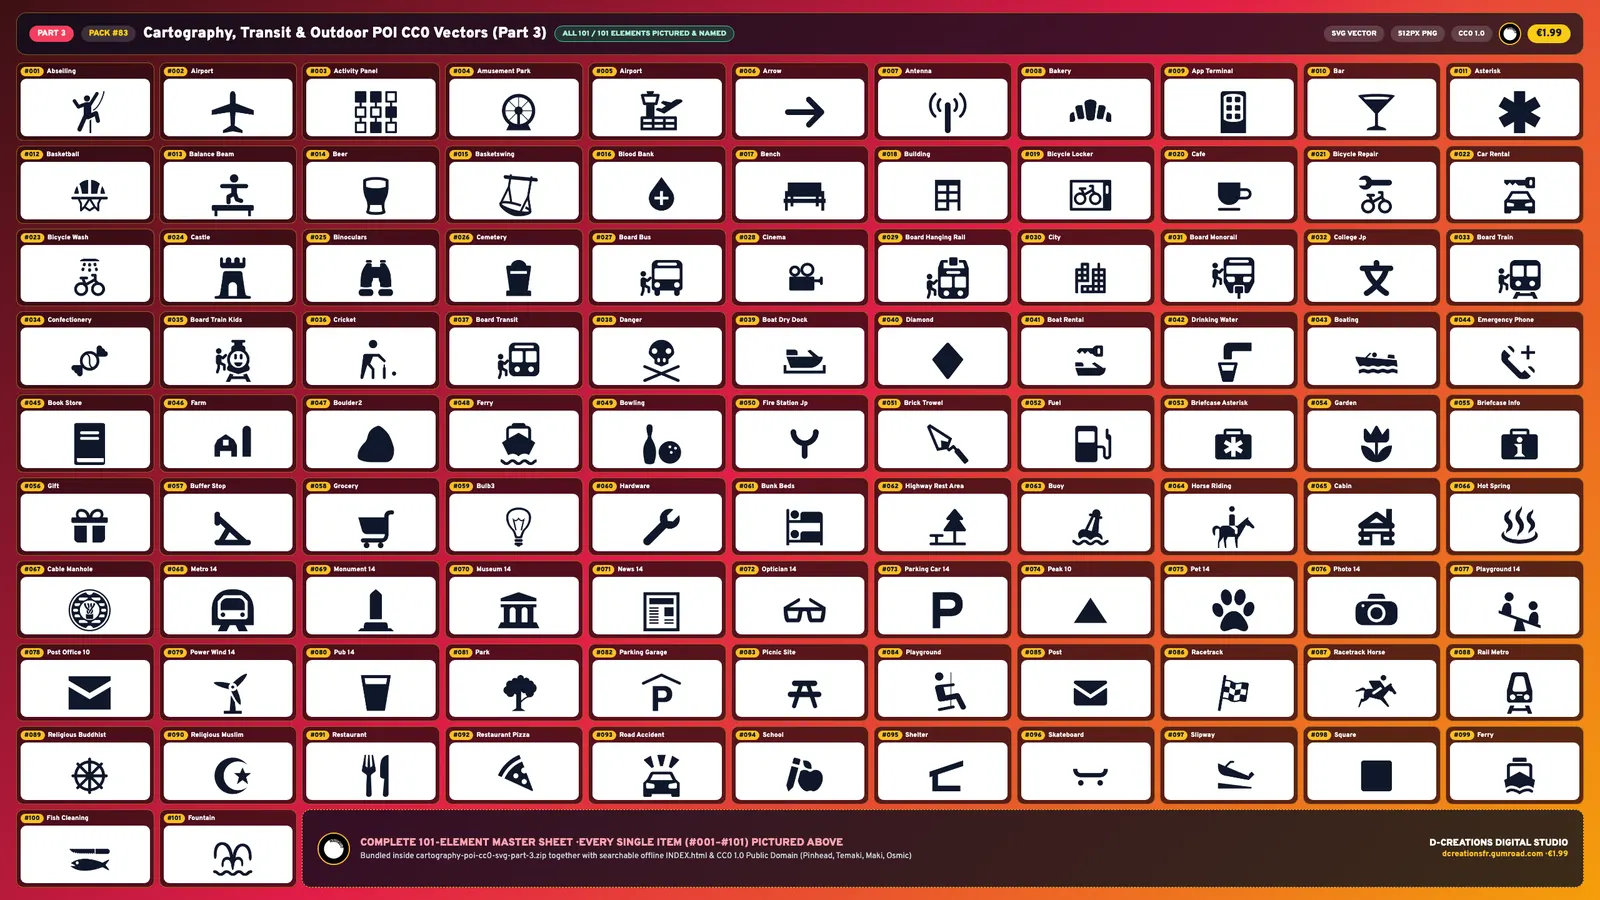 PART 3 PACK #83 Cartography, Transit & Outdoor POI CC0 Vectors (Part 3) ALL 101 / 101 ELEMENTS PICTURED & NAMED SVG VECTOR 512PX PNG CC0 1.0 €1.99
#001 Abseiling #002 Airport #003 Activity Panel #004 Amusement Park #005 Airport #006 Arrow #007 Antenna #008 Bakery #009 App Terminal #010 Bar #011 Asterisk
#012 Basketball #013 Balance Beam #014 Beer #015 Basketswing #016 Blood Bank #017 Bench #018 Building #019 Bicycle Locker #020 Cafe #021 Bicycle Repair #022 Car Rental
#023 Bicycle Wash #024 Castle #025 Binoculars #026 Cemetery #027 Board Bus #028 Cinema #029 Board Hanging Rail #030 City #031 Board Monorail #032 College Jp #033 Board Train
#034 Confectionery #035 Board Train Kids #036 Cricket #037 Board Transit #038 Danger #039 Boat Dry Dock #040 Diamond #041 Boat Rental #042 Drinking Water #043 Boating #044 Emergency Phone
#045 Book Store #046 Farm #047 Boulder2 #048 Ferry #049 Bowling #050 Fire Station Jp #051 Brick Trowel #052 Fuel #053 Briefcase Asterisk #054 Garden #055 Briefcase Info
#056 Gift #057 Buffer Stop #058 Grocery #059 Bulb3 #060 Hardware #061 Bunk Beds #062 Highway Rest Area #063 Buoy #064 Horse Riding #065 Cabin #066 Hot Spring
#067 Cable Manhole #068 Metro 14 #069 Monument 14 #070 Museum 14 #071 News 14 #072 Optician 14 #073 Parking Car 14 #074 Peak 10 #075 Pet 14 #076 Photo 14 #077 Playground 14
P
#078 Post Office 10 #079 Power Wind 14 #080 Pub 14 #081 Park #082 Parking Garage #083 Picnic Site #084 Playground #085 Post #086 Racetrack #087 Racetrack Horse #088 Rail Metro
P
#089 Religious Buddhist #090 Religious Muslim #091 Restaurant #092 Restaurant Pizza #093 Road Accident #094 School #095 Shelter #096 Skateboard #097 Slipway #098 Square #099 Ferry
#100 Fish Cleaning #101 Fountain
COMPLETE 101-ELEMENT MASTER SHEET · EVERY SINGLE ITEM (#001–#101) PICTURED ABOVE
Bundled inside cartography-poi-cc0-svg-part-3.zip together with searchable offline INDEX.html & CC0 1.0 Public Domain (Pinhead, Temaki, Maki, Osmic)
D-CREATIONS DIGITAL STUDIO
dcreationsfr.gumroad.com · €1.99